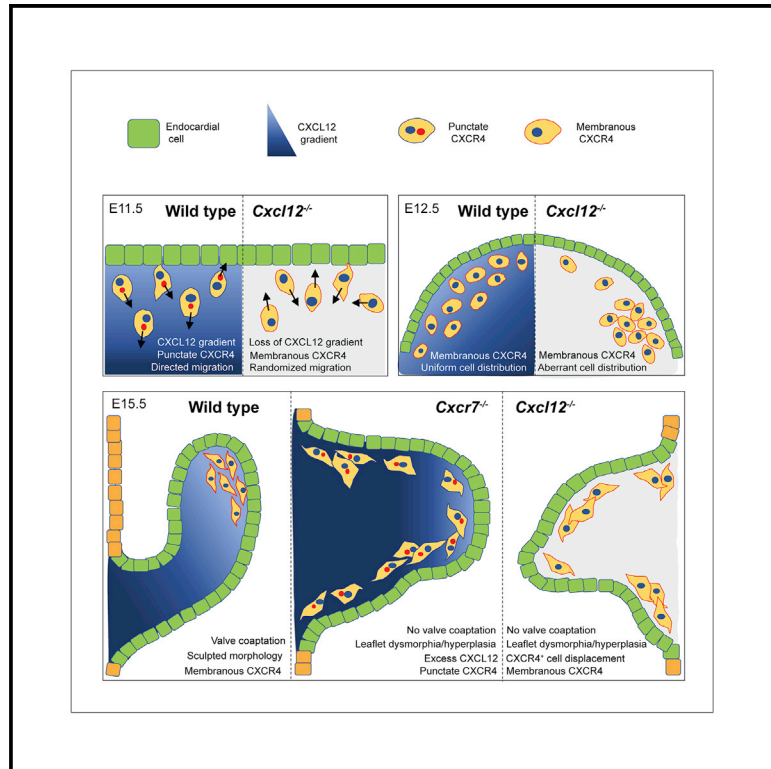 Endocardial
cell
CXCL12
gradient
Punctate
CXCR4
Membranous
CXCR4
E11.5
Wild type
Cxcl12-/-
CXCL12 gradient
Punctate CXCR4
Directed migration
Loss of CXCL12 gradient
Membranous CXCR4
Randomized migration
E12.5
Wild type
Cxcl12-/-
Membranous CXCR4
Uniform cell distribution
Membranous CXCR4
Aberrant cell distribution
E15.5
Wild type
Cxcr7-/-
Cxcl12-/-
Valve coaptation
Sculpted morphology
Membranous CXCR4
No valve coaptation
Leaflet dysmorphia/hyperplasia
Excess CXCL12
Punctate CXCR4
No valve coaptation
Leaflet dysmorphia/hyperplasia
CXCR4+ cell displacement
Membranous CXCR4